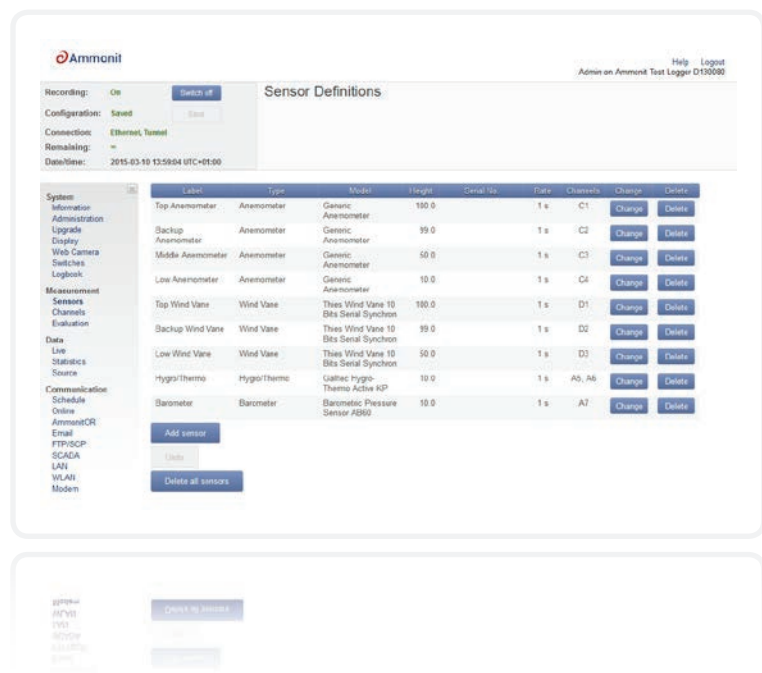 Ammonit
Help Logout
Admin on Ammonit Test Logger D130080
Recording: On Switch off
Configuration: Saved Save
Connection: Ethernet, Tunnel
Remaining: ∞
Date/time: 2015-03-10 13:59:04 UTC+01:00
Sensor Definitions
System
Information
Administration
Upgrade
Display
Web Camera
Switches
Logbook
Measurement
Sensors
Channels
Evaluation
Data
Live
Statistics
Source
Communication
Schedule
Online
AmmonitOR
Email
FTP/SCP
SCADA
LAN
WLAN
Modem
Label Type Model Height Serial No. Rate Channels Change Delete
Top Anemometer Anemometer Generic Anemometer 100.0 1 s C1 Change Delete
Backup Anemometer Anemometer Generic Anemometer 99.0 1 s C2 Change Delete
Middle Anemometer Anemometer Generic Anemometer 50.0 1 s C3 Change Delete
Low Anemometer Anemometer Generic Anemometer 10.0 1 s C4 Change Delete
Top Wind Vane Wind Vane Thies Wind Vane 10 Bits Serial Synchron 100.0 1 s D1 Change Delete
Backup Wind Vane Wind Vane Thies Wind Vane 10 Bits Serial Synchron 99.0 1 s D2 Change Delete
Low Wind Vane Wind Vane Thies Wind Vane 10 Bits Serial Synchron 50.0 1 s D3 Change Delete
Hygro/Thermo Hygro/Thermo Galltec Hygro-Thermo Active KP 10.0 1 s A5, A6 Change Delete
Barometer Barometer Barometric Pressure Sensor AB60 10.0 1 s A7 Change Delete
Add sensor
Undo
Delete all sensors